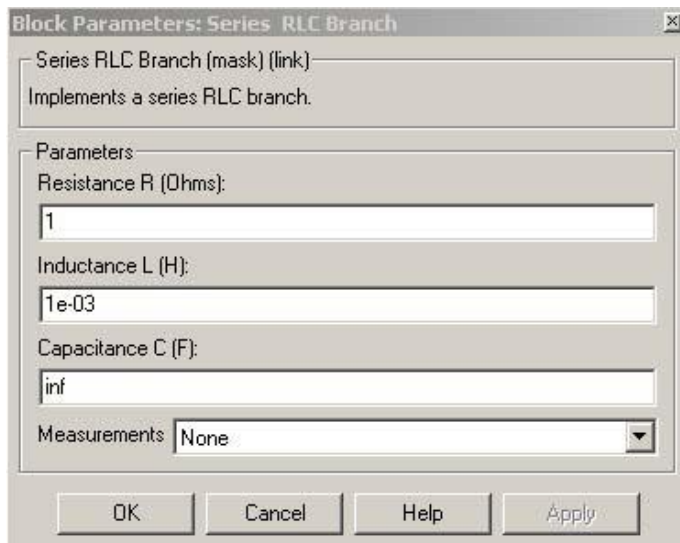 Block Parameters: Series RLC Branch
Series RLC Branch (mask) (link)
Implements a series RLC branch.
Parameters
Resistance R (Ohms):
1
Inductance L (H):
1e-03
Capacitance C (F):
inf
Measurements None
OK Cancel Help Apply